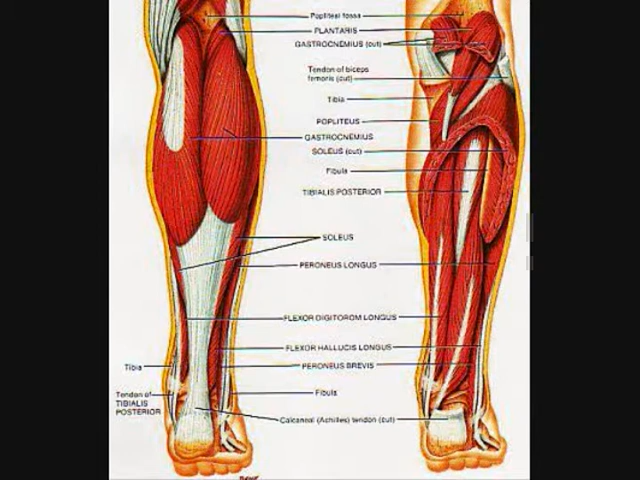 Popliteal fossa
PLANTARIS
GASTROCNEMIUS (cut)
Tendon of biceps
femoris (cut)
Tibia
POPLITEUS
GASTROCNEMIUS
SOLEUS (cut)
Fibula
TIBIALIS POSTERIOR
SOLEUS
PERONEUS LONGUS
FLEXOR DIGITOROM LONGUS
FLEXOR HALLUCIS LONGUS
PERONEUS BREVIS
Tibia
Tendon of
TIBIALIS
POSTERIOR
Fibula
Calcaneal (Achilles) tendon (cut)